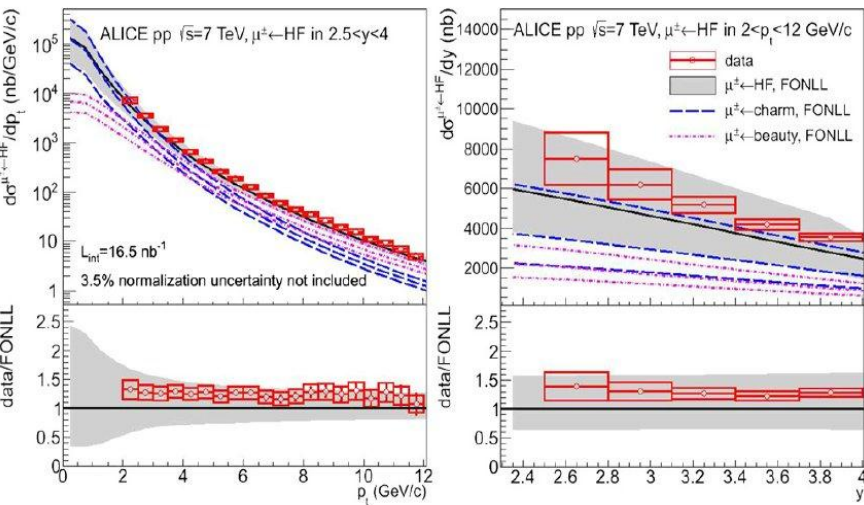 ALICE pp √s=7 TeV, μ±←HF in 2.5<y<4
dσ^μ±←HF/dp_t (nb/GeV/c)
10^5
10^4
10^3
10^2
10
1
L_int=16.5 nb^-1
3.5% normalization uncertainty not included
data/FONLL
2.5
2
1.5
1
0.5
0
0 2 4 6 8 10 12
p_t (GeV/c)
ALICE pp √s=7 TeV, μ±←HF in 2<p_t<12 GeV/c
dσ^μ±←HF/dy (nb)
14000
12000
10000
8000
6000
4000
2000
data
μ±←HF, FONLL
μ±←charm, FONLL
μ±←beauty, FONLL
data/FONLL
2.5
2
1.5
1
0.5
0
2.4 2.6 2.8 3 3.2 3.4 3.6 3.8 4
y